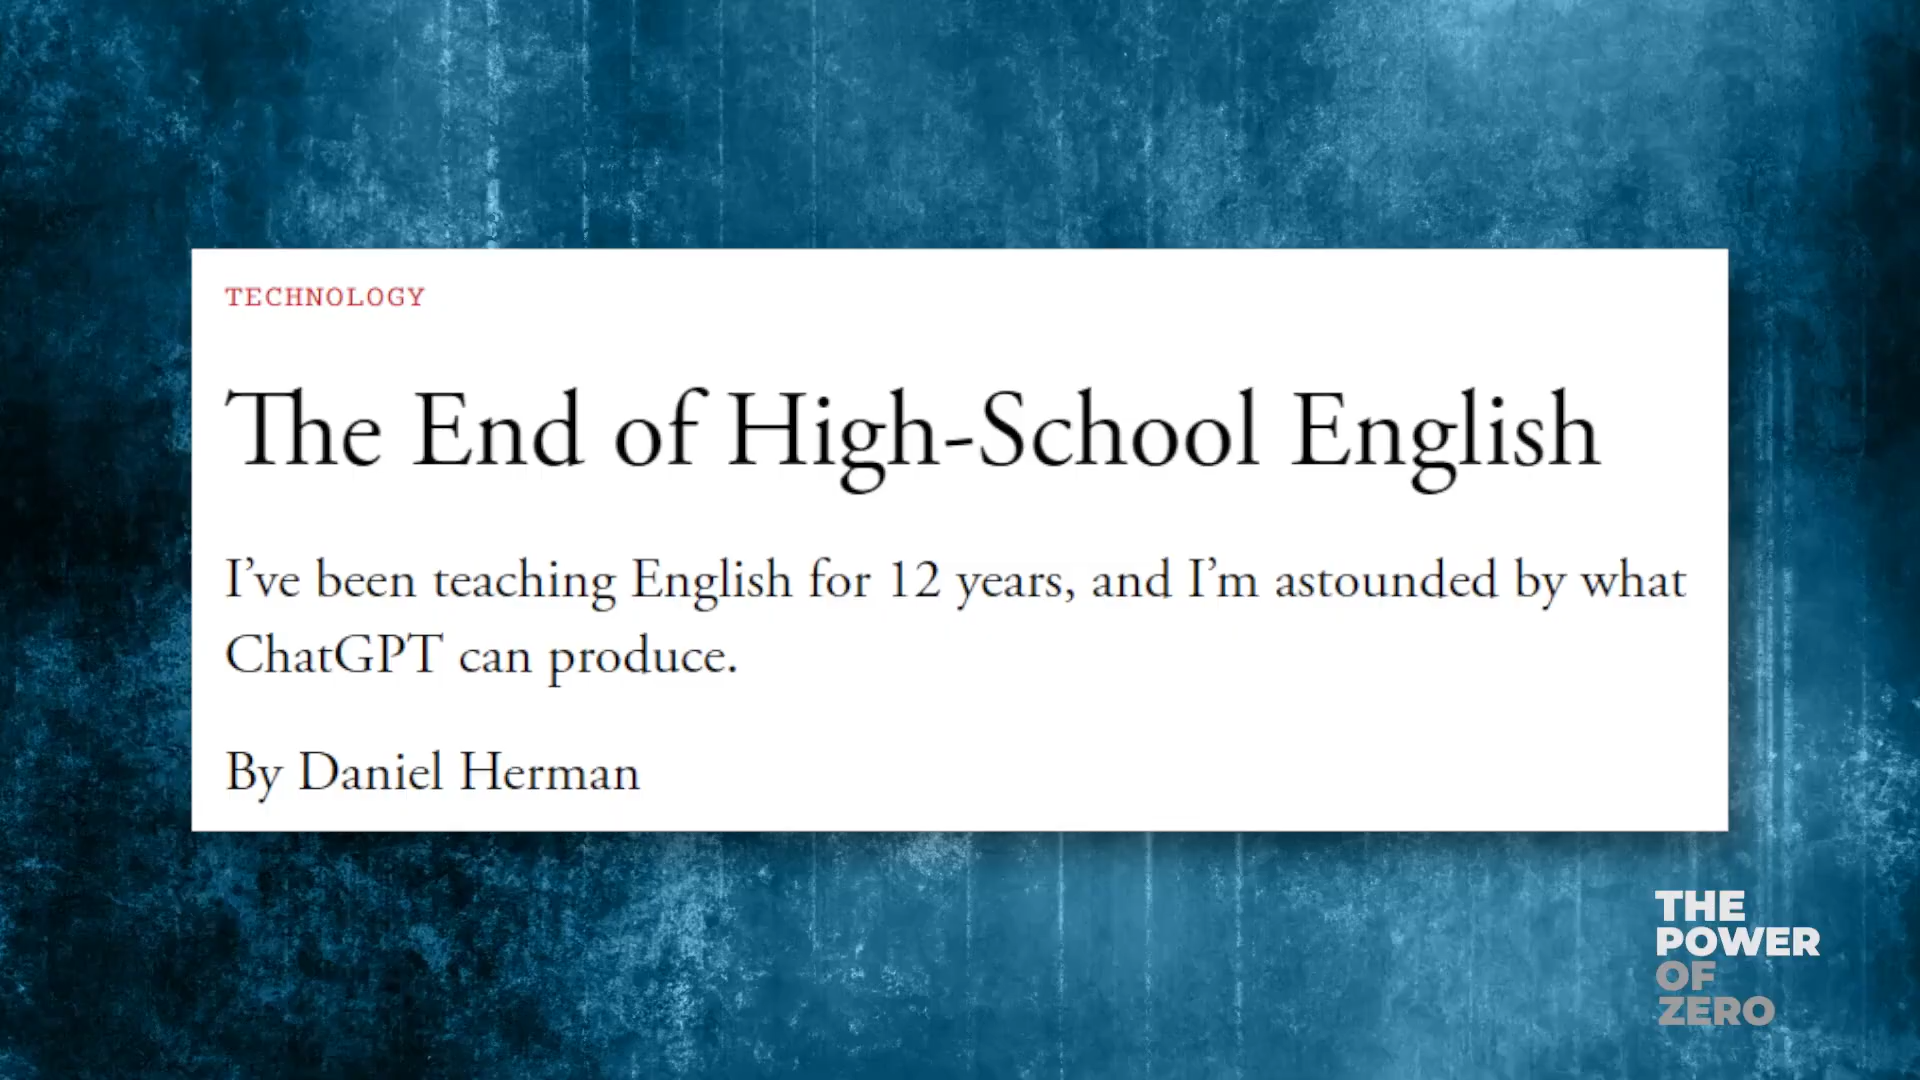 TECHNOLOGY
The End of High-School English
I’ve been teaching English for 12 years, and I’m astounded by what
ChatGPT can produce.
By Daniel Herman
THE
POWER
OF
ZERO